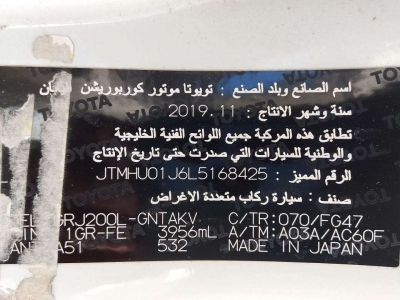 اسم الصانع وبلد الصنع : تويوتا موتور كوربوريشن
سنة وشهر الانتاج : 2019.11
تطابق هذه المركبة جميع اللوائح الفنية الخليجية
والوطنية للسيارات التي صدرت حتى تاريخ الإنتاج
الرقم المميز : JTMHU01J6L5168425
صنف : سيارة ركاب متعددة الاغراض
GRJ200L-GNTAKV C/TR: 070/FG47
1GR-FE 3956mL A/TM: A03A/AC60F
A51 532 MADE IN JAPAN